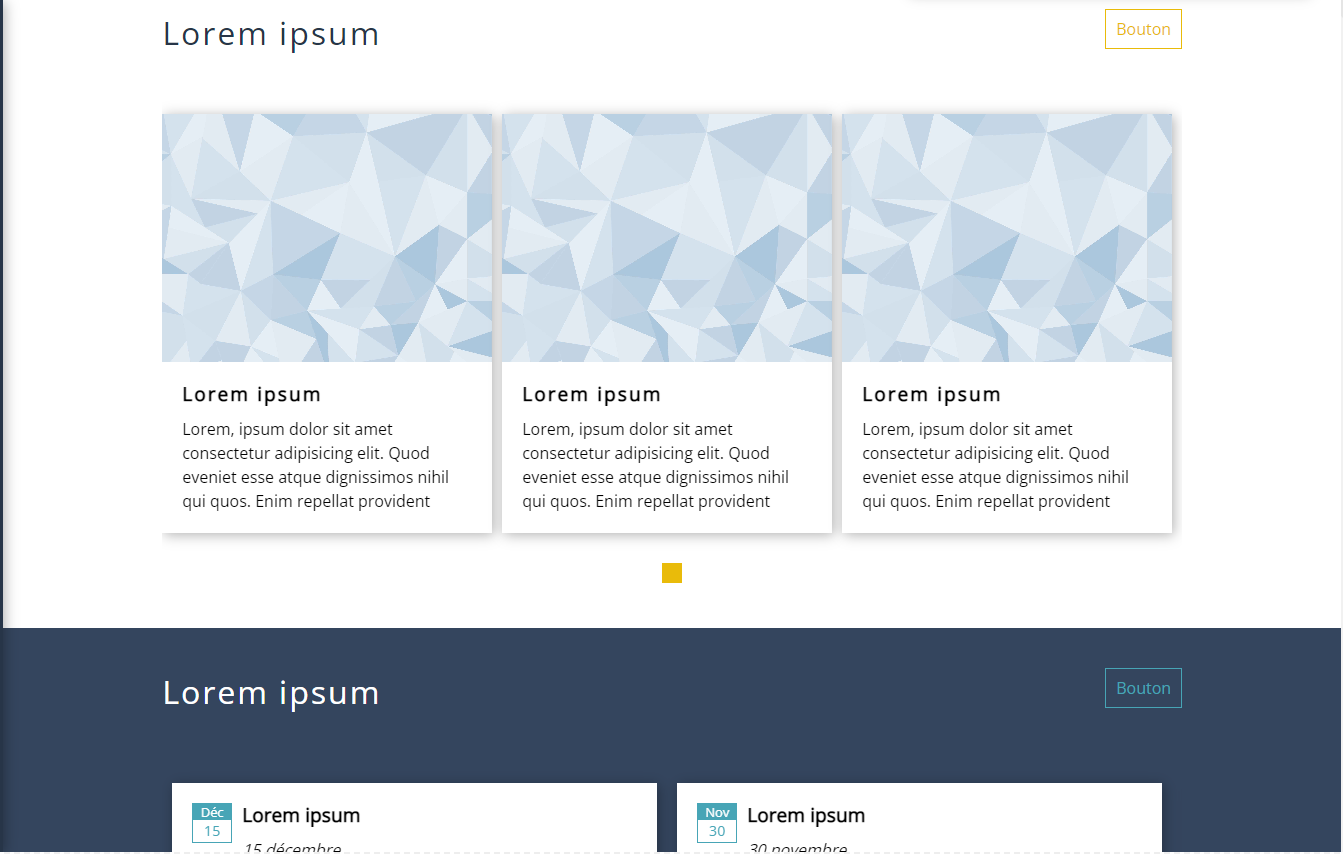 Lorem ipsum
Bouton
Lorem ipsum
Lorem, ipsum dolor sit amet
consectetur adipisicing elit. Quod
eveniet esse atque dignissimos nihil
qui quos. Enim repellat provident
Lorem ipsum
Lorem, ipsum dolor sit amet
consectetur adipisicing elit. Quod
eveniet esse atque dignissimos nihil
qui quos. Enim repellat provident
Lorem ipsum
Lorem, ipsum dolor sit amet
consectetur adipisicing elit. Quod
eveniet esse atque dignissimos nihil
qui quos. Enim repellat provident
Lorem ipsum
Bouton
Déc
15
Lorem ipsum
15 décembre
Nov
30
Lorem ipsum
30 novembre